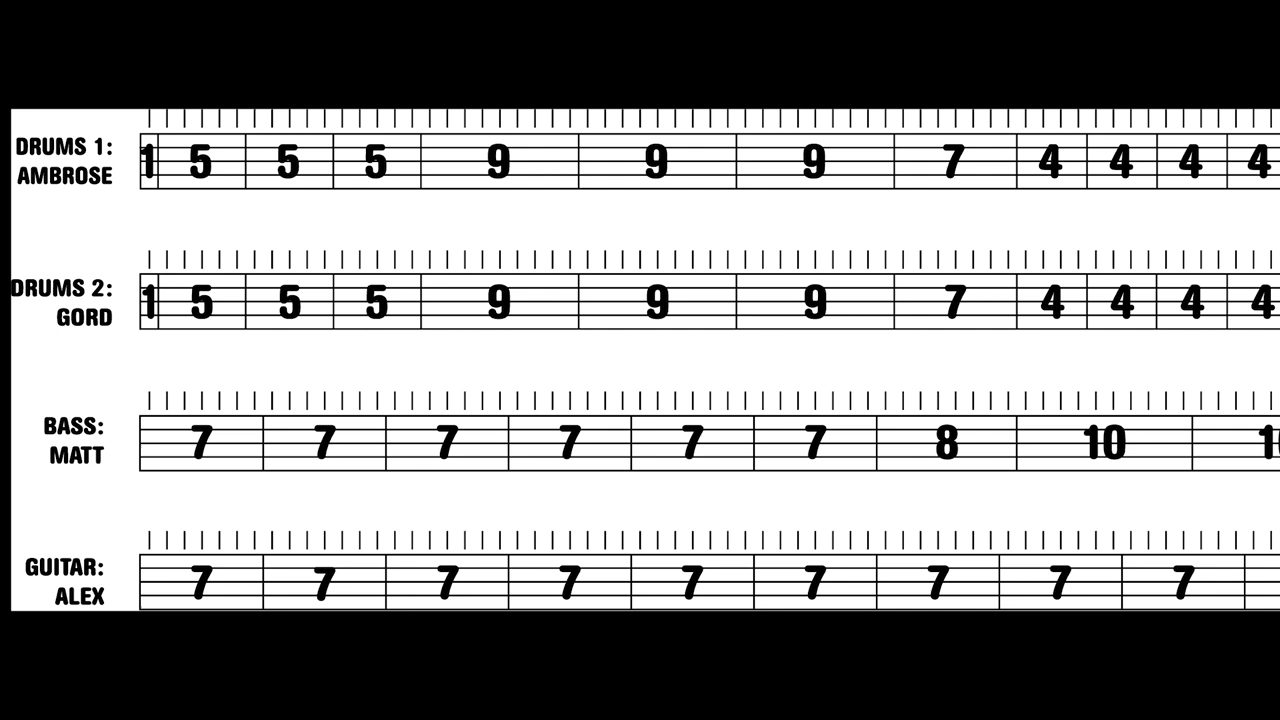 DRUMS 1:
AMBROSE
1 5 5 5 9 9 9 7 4 4 4 4
DRUMS 2:
GORD
1 5 5 5 9 9 9 7 4 4 4 4
BASS:
MATT
7 7 7 7 7 7 8 10
GUITAR:
ALEX
7 7 7 7 7 7 7 7 7